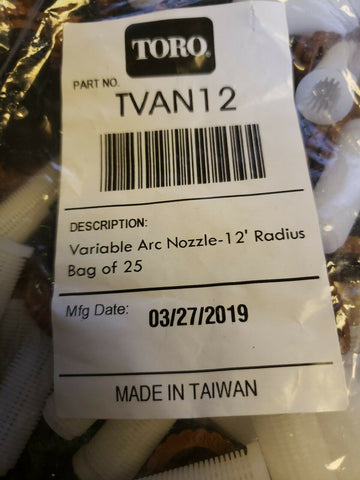 TORO.
PART NO.
TVAN12
DESCRIPTION:
Variable Arc Nozzle-12' Radius
Bag of 25
Mfg Date: 03/27/2019
MADE IN TAIWAN